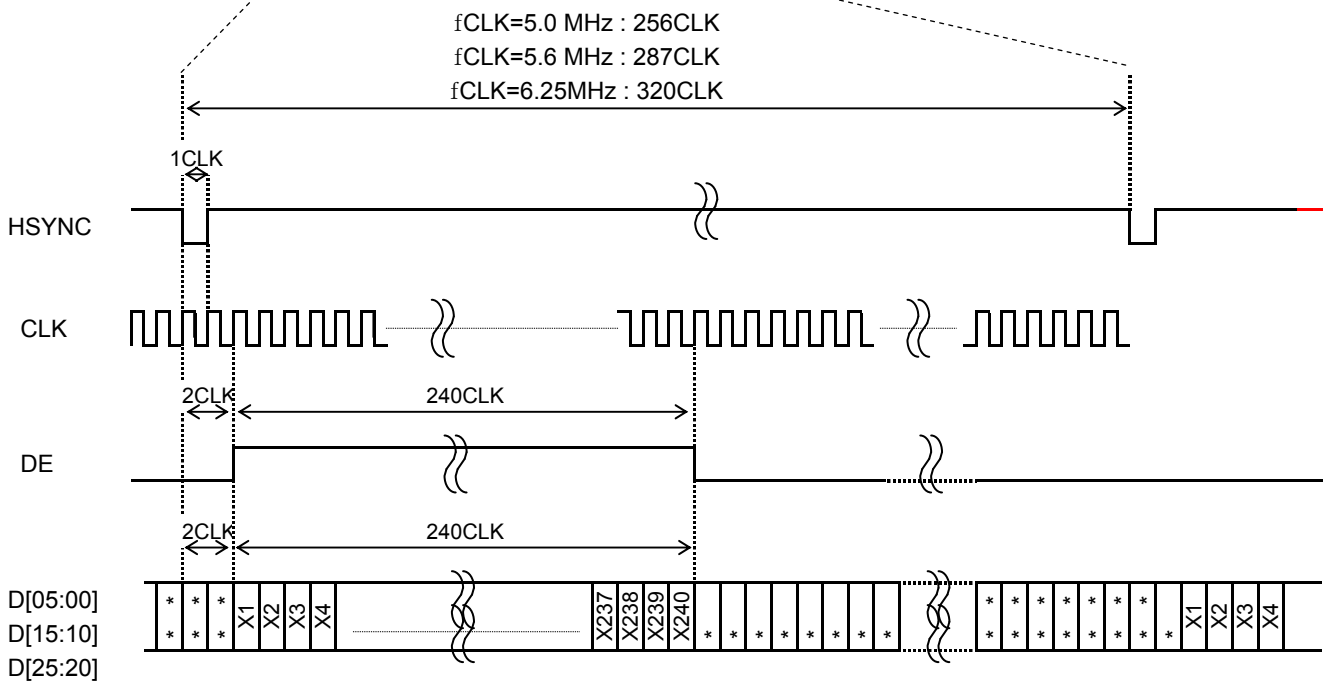 fCLK=5.0 MHz : 256CLK
fCLK=5.6 MHz : 287CLK
fCLK=6.25MHz : 320CLK
1CLK
HSYNC
CLK
2CLK 240CLK
DE
2CLK 240CLK
D[05:00] * * * X1 X2 X3 X4 X237 X238 X239 X240 * * * * * * *
D[15:10] * * * * * * * * * * * * * * * * * * * X1 X2 X3 X4
D[25:20]